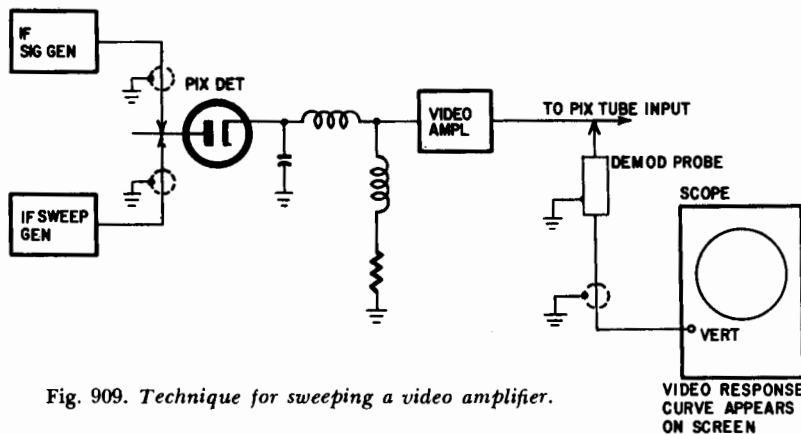 IF
SIG GEN
PIX DET
VIDEO
AMPL
TO PIX TUBE INPUT
DEMOD PROBE
SCOPE
IF SWEEP
GEN
VERT
Fig. 909. Technique for sweeping a video amplifier.
VIDEO RESPONSE
CURVE APPEARS
ON SCREEN